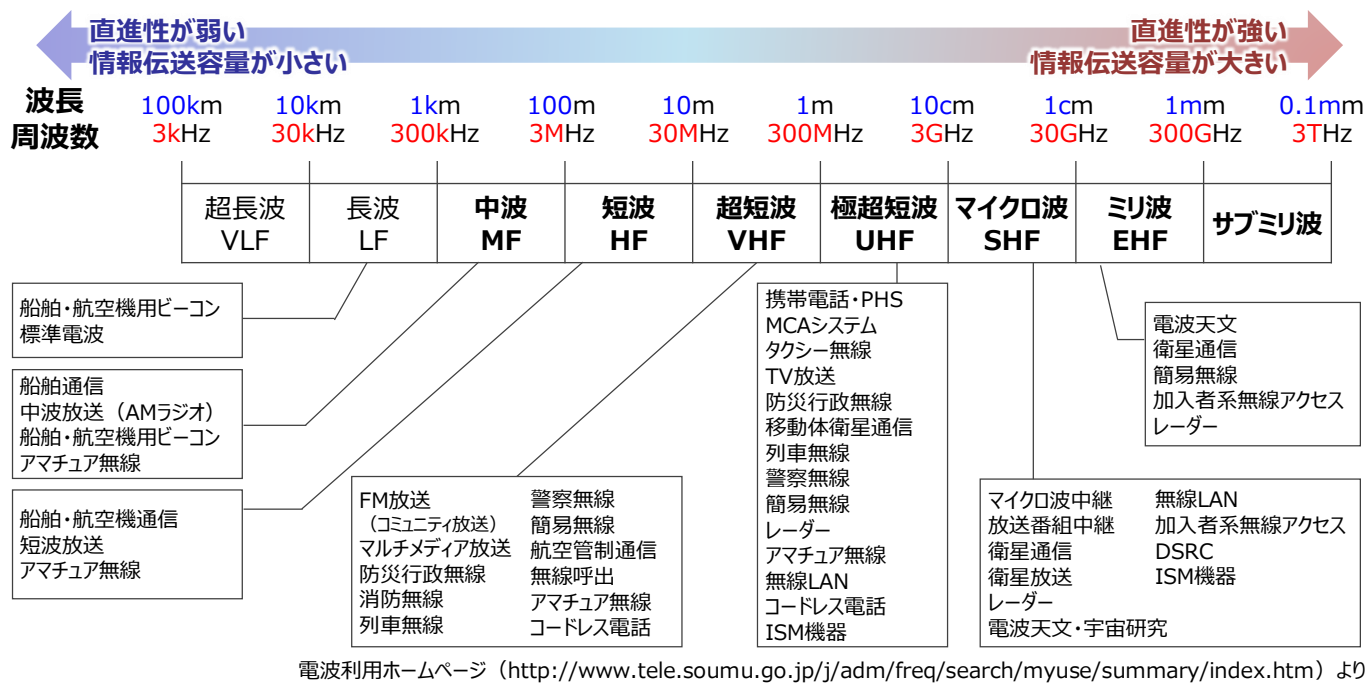 直進性が弱い
情報伝送容量が小さい
直進性が強い
情報伝送容量が大きい
波長 100km 10km 1km 100m 10m 1m 10cm 1cm 1mm 0.1mm
周波数 3kHz 30kHz 300kHz 3MHz 30MHz 300MHz 3GHz 30GHz 300GHz 3THz
超長波
VLF
長波
LF
中波
MF
短波
HF
超短波
VHF
極超短波
UHF
マイクロ波
SHF
ミリ波
EHF
サブミリ波
船舶・航空機用ビーコン
標準電波
船舶通信
中波放送（AMラジオ）
船舶・航空機用ビーコン
アマチュア無線
船舶・航空機通信
短波放送
アマチュア無線
FM放送
（コミュニティ放送）
マルチメディア放送
防災行政無線
消防無線
列車無線
警察無線
簡易無線
航空管制通信
無線呼出
アマチュア無線
コードレス電話
携帯電話・PHS
MCAシステム
タクシー無線
TV放送
防災行政無線
移動体衛星通信
列車無線
警察無線
簡易無線
レーダー
アマチュア無線
無線LAN
コードレス電話
ISM機器
マイクロ波中継
放送番組中継
衛星通信
衛星放送
レーダー
電波天文・宇宙研究
無線LAN
加入者系無線アクセス
DSRC
ISM機器
電波天文
衛星通信
簡易無線
加入者系無線アクセス
レーダー
電波利用ホームページ（http://www.tele.soumu.go.jp/j/adm/freq/search/myuse/summary/index.htm）より